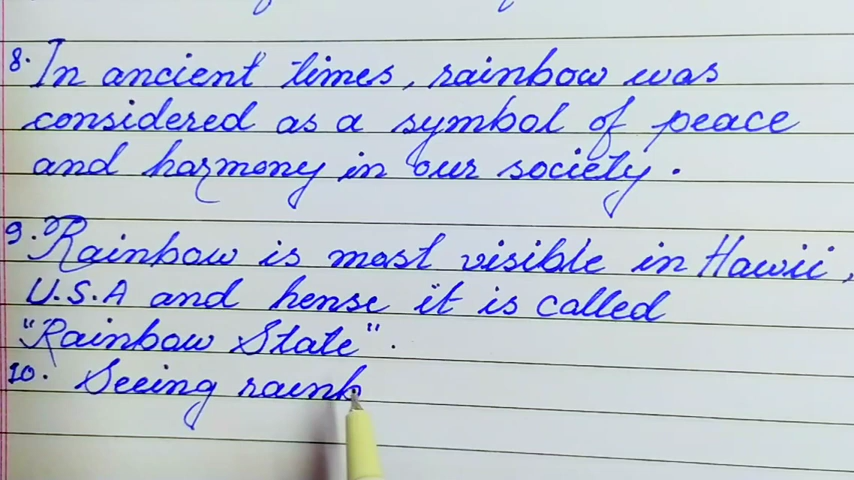 8. In ancient times, rainbow was
considered as a symbol of peace
and harmony in our society.
9. Rainbow is most visible in Hawii,
U.S.A and hense it is called
"Rainbow State".
10. Seeing rainb